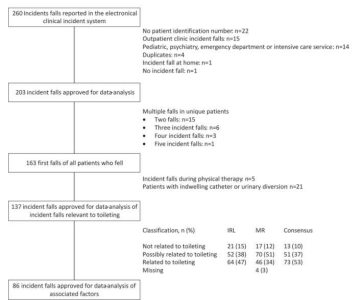 260 Incidents falls reported in the electronical
clinical incident system
No patient identification number: n=22
Outpatient clinic incident falls=15
Pediatric, psychiatry, emergency department or intensive care service: n=14
Duplicates: n=4
Incident fall at home: n=1
No incident fall: n=1
203 incident falls approved for data-analysis
Multiple falls in unique patients
• Two falls: n=15
• Three incident falls: n=6
• Four incident falls: n=3
• Five incident falls: n=1
163 first falls of all patients who fell
Incident falls during physical therapy: n=5
Patients with indwelling catheter or urinary diversion n=21
137 incident falls approved for data-analysis of
incident falls relevant to toileting
Classification, n (%) IRL MR Consensus
Not related to toileting 21 (15) 17 (12) 13 (10)
Possibly related to toileting 52 (38) 70 (51) 51 (37)
Related to toileting 64 (47) 46 (34) 73 (53)
Missing 4 (3)
86 incident falls approved for data-analysis of
associated factors